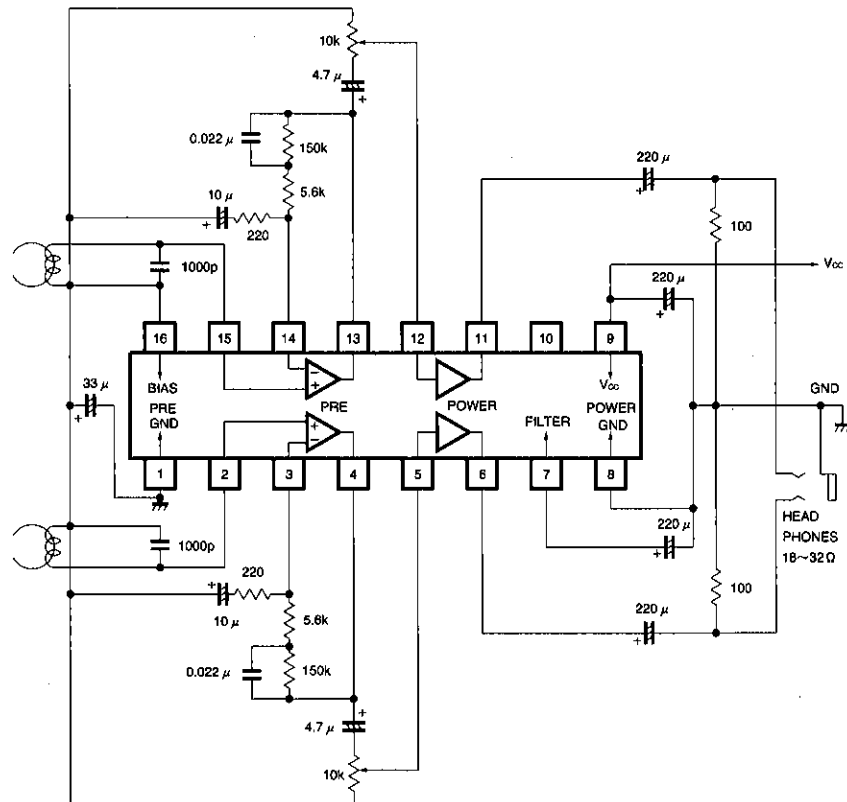 10k
4.7 μ
0.022 μ
150k
5.6k
10 μ
+
220
+
1000p
220 μ
+
100
220 μ
+
Vcc
16
15
14
13
12
11
10
9
BIAS
PRE
GND
−
+
PRE
+
−
POWER
FILTER
Vcc
POWER
GND
GND
33 μ
+
1
2
3
4
5
6
7
8
1000p
220
+
10 μ
5.6k
0.022 μ
150k
+
4.7 μ
10k
220 μ
+
220 μ
+
100
HEAD
PHONES
18~32Ω